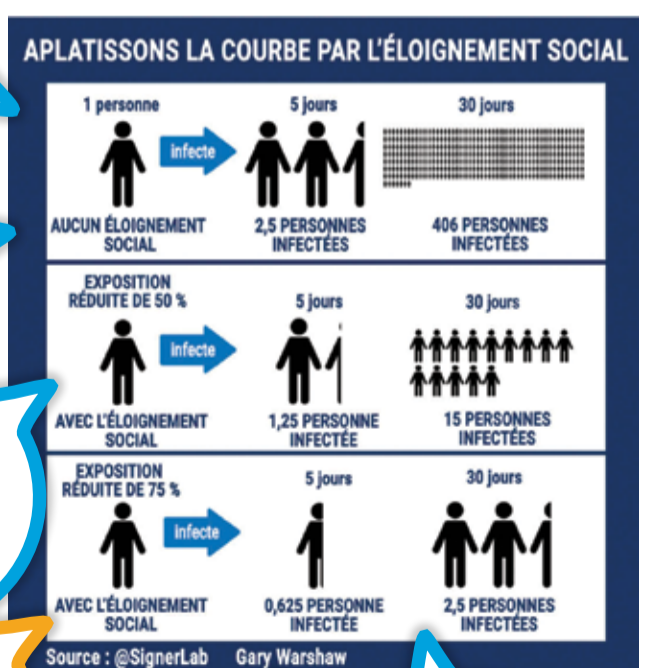 APLATISSONS LA COURBE PAR L'ÉLOIGNEMENT SOCIAL
1 personne
infecte
5 jours
30 jours
AUCUN ÉLOIGNEMENT
SOCIAL
2,5 PERSONNES
INFECTÉES
406 PERSONNES
INFECTÉES
EXPOSITION
RÉDUITE DE 50 %
infecte
5 jours
30 jours
AVEC L'ÉLOIGNEMENT
SOCIAL
1,25 PERSONNE
INFECTÉE
15 PERSONNES
INFECTÉES
EXPOSITION
RÉDUITE DE 75 %
infecte
5 jours
30 jours
AVEC L'ÉLOIGNEMENT
SOCIAL
0,625 PERSONNE
INFECTÉE
2,5 PERSONNES
INFECTÉES
Source : @SignerLab Gary Warshaw